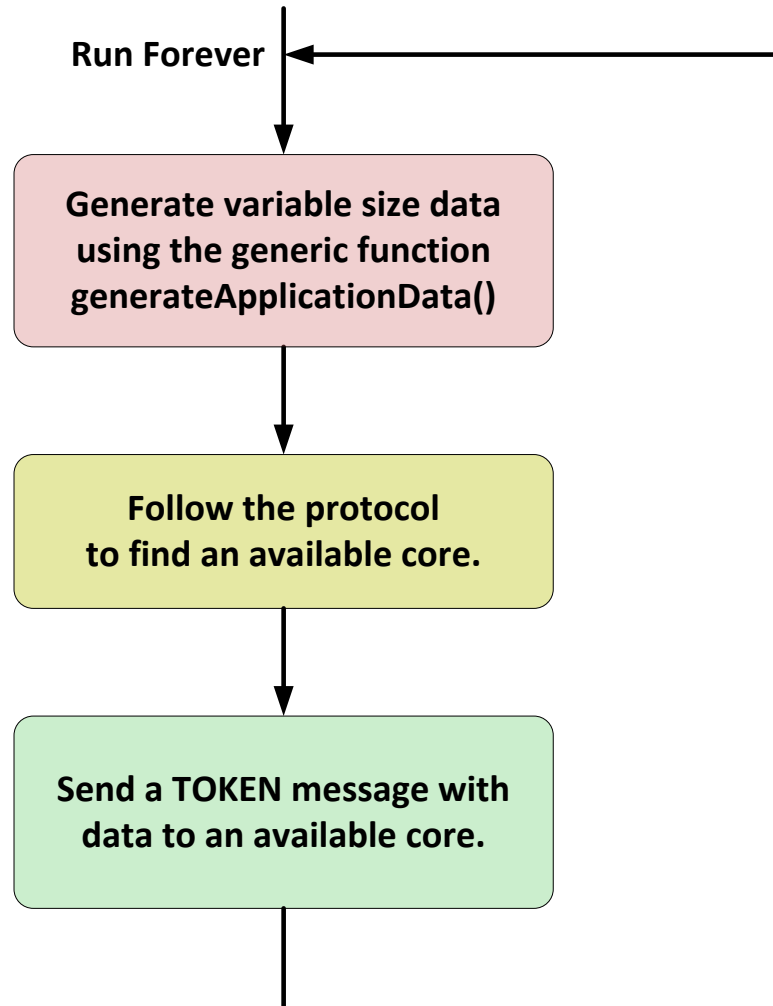 Run Forever
Generate variable size data
using the generic function
generateApplicationData()
Follow the protocol
to find an available core.
Send a TOKEN message with
data to an available core.